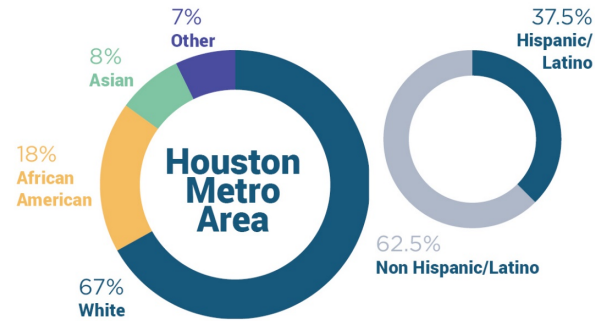 7%
Other
8%
Asian
18%
African
American
67%
White
Houston
Metro
Area
37.5%
Hispanic/
Latino
62.5%
Non Hispanic/Latino